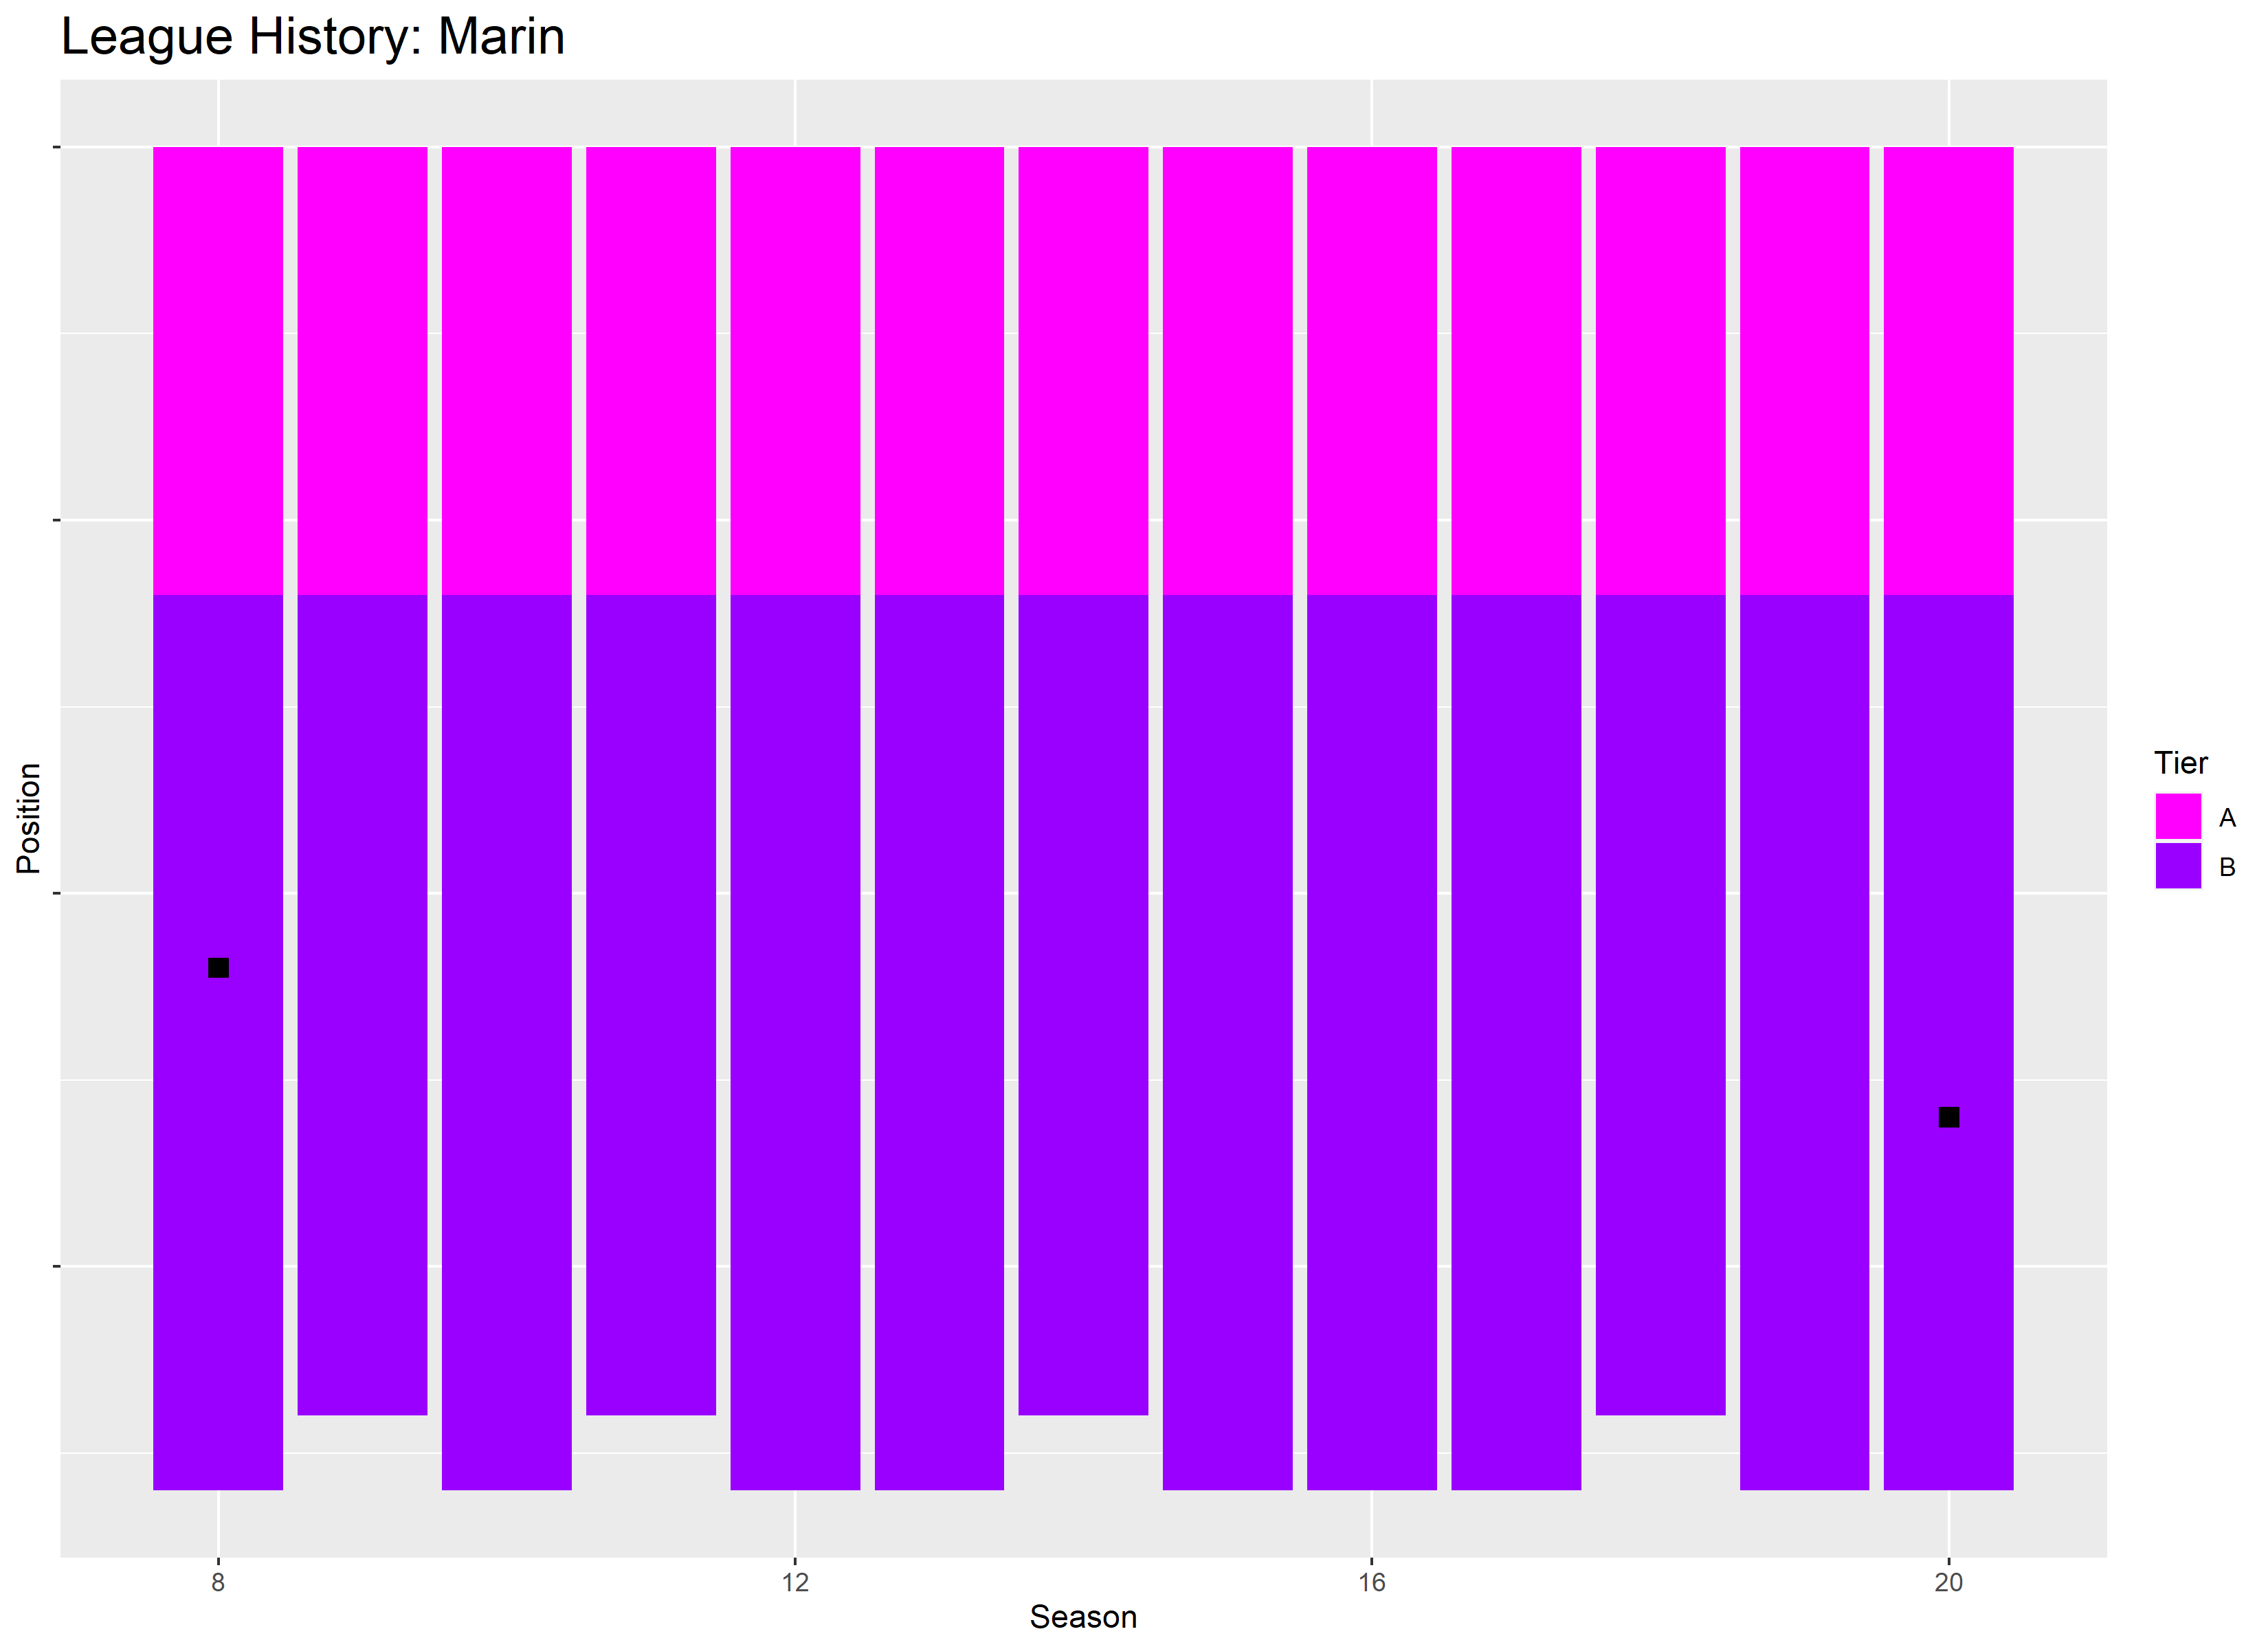 League History: Marin
Position
Tier
A
B
8 12 16 20
Season